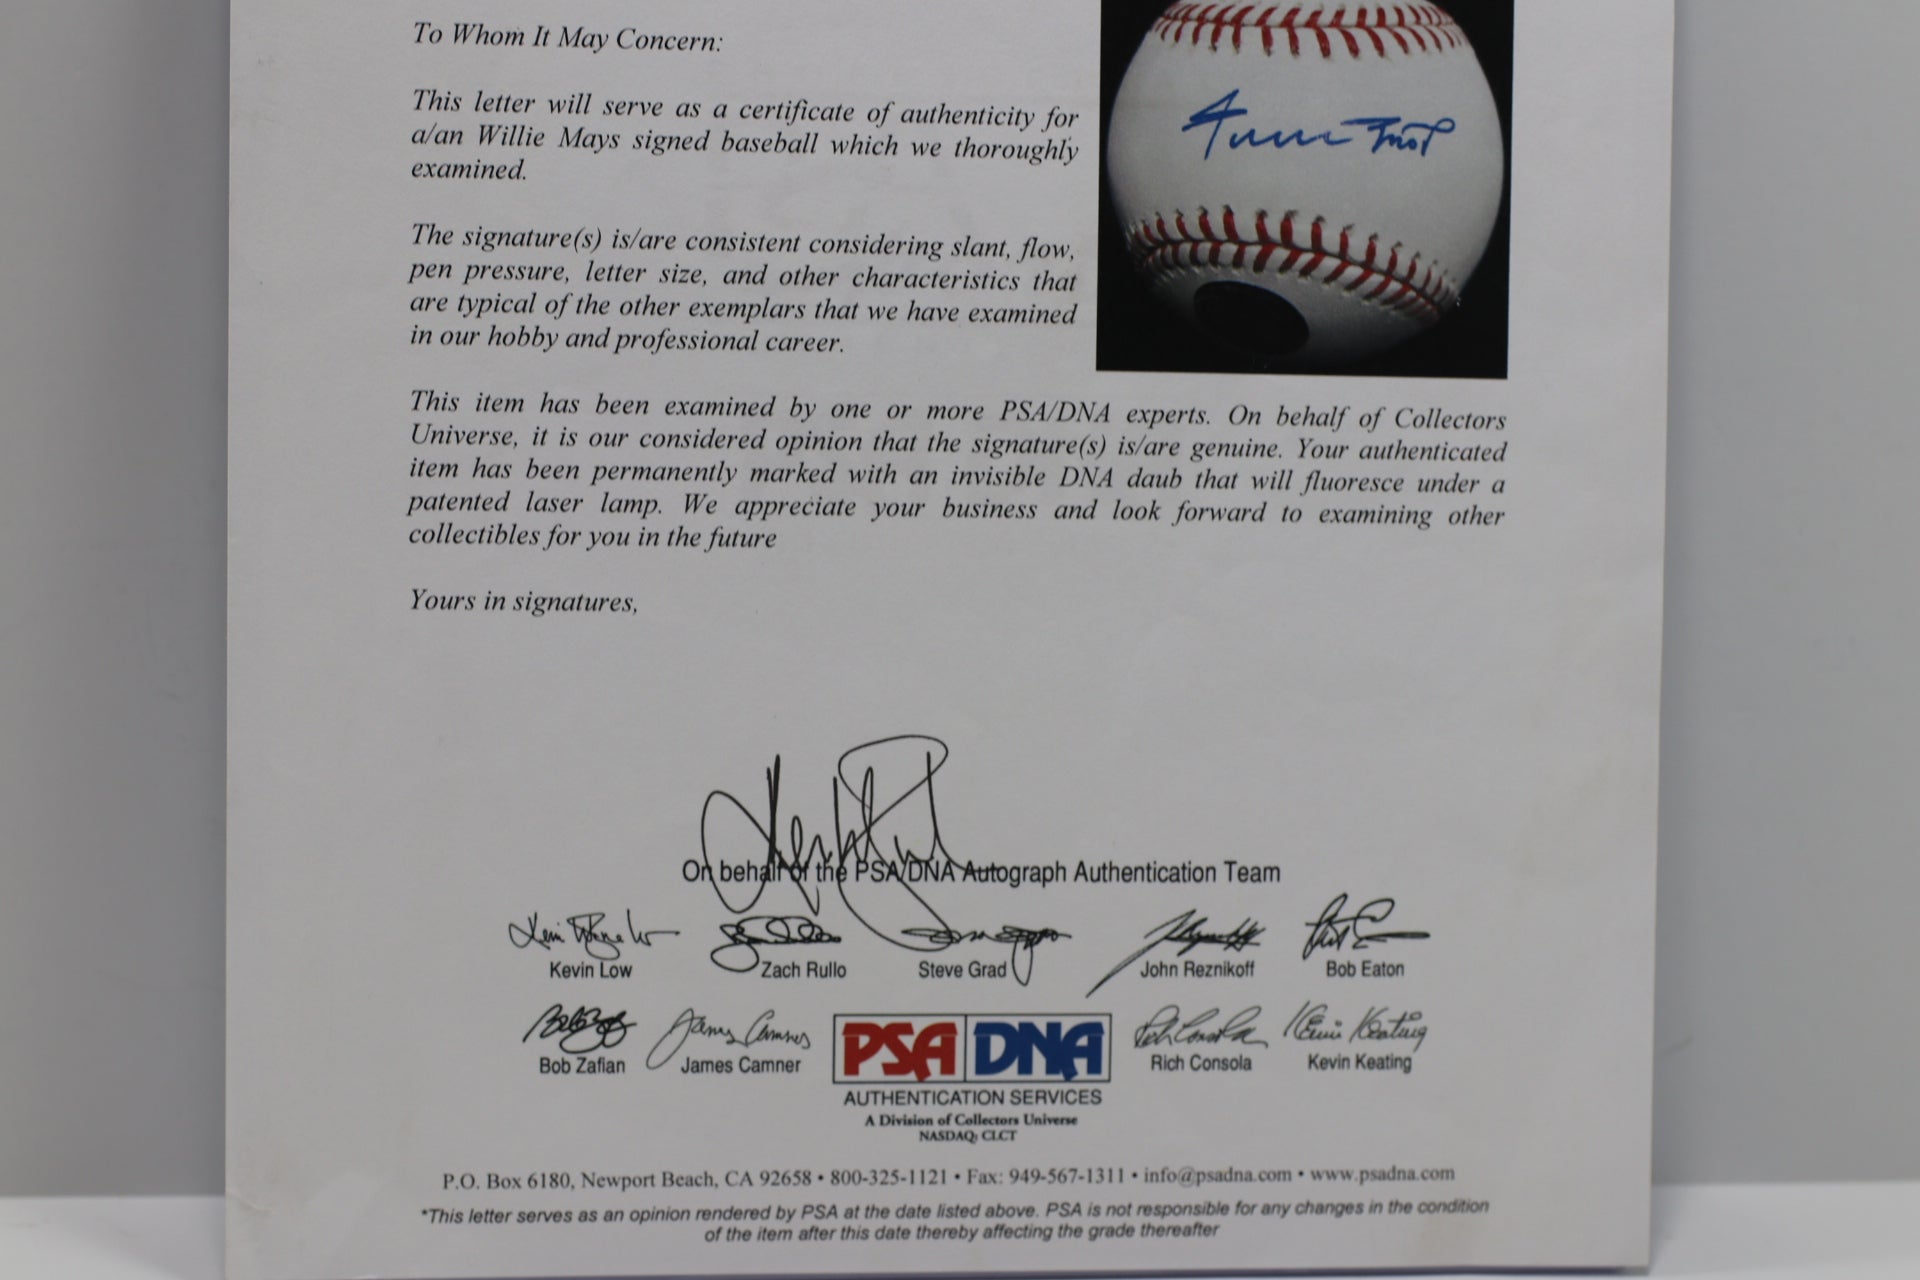 To Whom It May Concern:
This letter will serve as a certificate of authenticity for
a/an Willie Mays signed baseball which we thoroughly
examined.
The signature(s) is/are consistent considering slant, flow,
pen pressure, letter size, and other characteristics that
are typical of the other exemplars that we have examined
in our hobby and professional career.
This item has been examined by one or more PSA/DNA experts. On behalf of Collectors
Universe, it is our considered opinion that the signature(s) is/are genuine. Your authenticated
item has been permanently marked with an invisible DNA daub that will fluoresce under a
patented laser lamp. We appreciate your business and look forward to examining other
collectibles for you in the future
Yours in signatures,
On behalf of the PSA/DNA Autograph Authentication Team
Kevin Low Zach Rullo Steve Grad John Reznikoff Bob Eaton
James Camner Rich Consola Kevin Keating
Bob Zafian James Camner PSA DNA Rich Consola Kevin Keating
AUTHENTICATION SERVICES
A Division of Collectors Universe
NASDAQ: CLCT
P.O. Box 6180, Newport Beach, CA 92658 • 800-325-1121 • Fax: 949-567-1311 • info@psadna.com • www.psadna.com
*This letter serves as an opinion rendered by PSA at the date listed above. PSA is not responsible for any changes in the condition
of the item after this date thereby affecting the grade thereafter